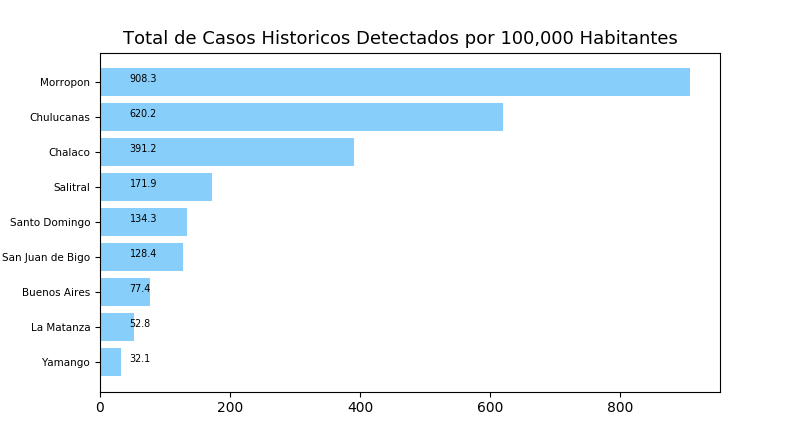 Total de Casos Historicos Detectados por 100,000 Habitantes
Morropon 908.3
Chulucanas 620.2
Chalaco 391.2
Salitral 171.9
Santo Domingo 134.3
San Juan de Bigo 128.4
Buenos Aires 77.4
La Matanza 52.8
Yamango 32.1
0 200 400 600 800